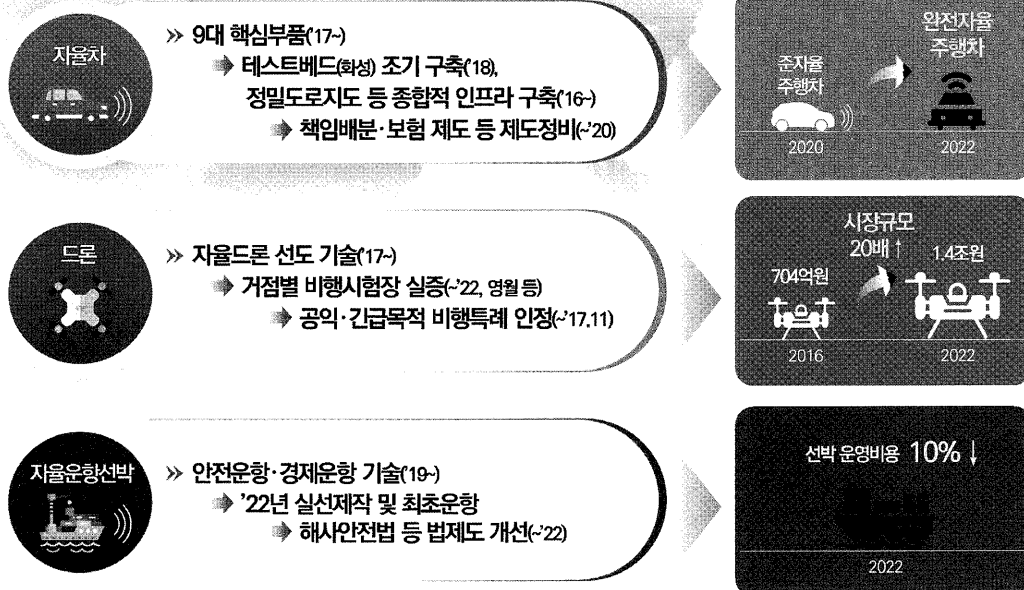 자율차
» 9대 핵심부품('17~)
테스트베드(화성) 조기 구축('18),
정밀도로지도 등 종합적 인프라 구축('16~)
책임배분·보험 제도 등 제도정비(~'20)
준자율
주행차
2020
완전자율
주행차
2022
드론
» 자율드론 선도 기술('17~)
거점별 비행시험장 실증(~'22, 영월 등)
공익·긴급목적 비행특례 인정(~'17.11)
시장규모
20배 ↑
704억원
1.4조원
2016
2022
자율운항선박
» 안전운항·경제운항 기술('19~)
'22년 실선제작 및 최초운항
해사안전법 등 법제도 개선(~'22)
선박 운영비용 10% ↓
2022